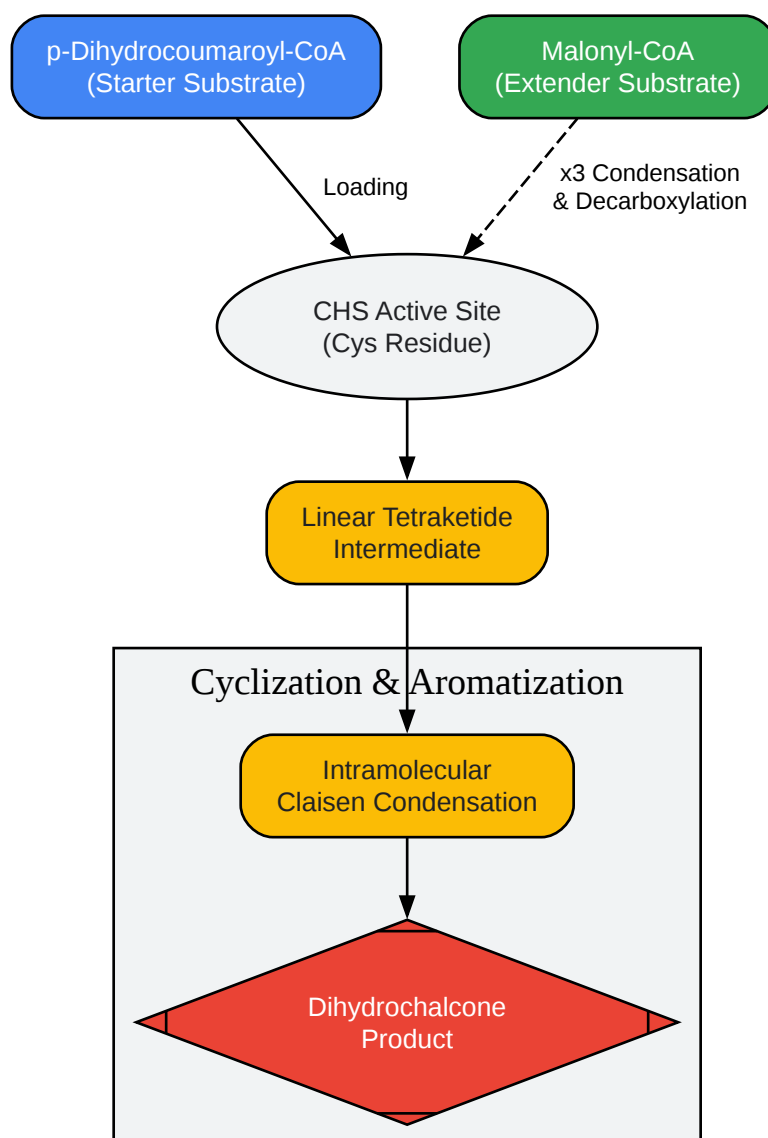 p-Dihydrocoumaroyl-CoA
(Starter Substrate)
Malonyl-CoA
(Extender Substrate)
Loading
x3 Condensation
& Decarboxylation
CHS Active Site
(Cys Residue)
Linear Tetraketide
Intermediate
Cyclization & Aromatization
Intramolecular
Claisen Condensation
Dihydrochalcone
Product